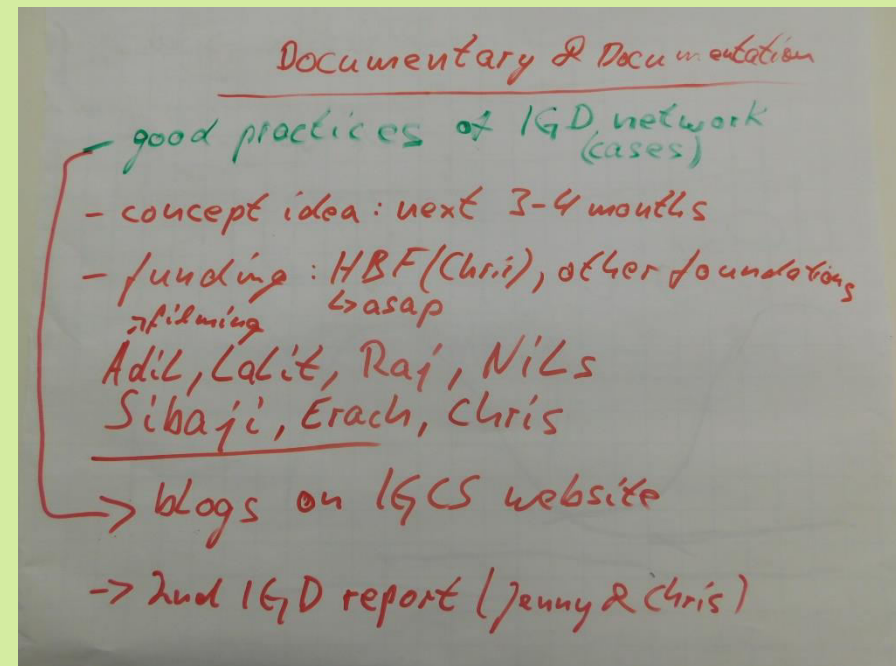 Documentary & Documentation
- good practices of IGD network
(cases)
- concept idea: next 3-4 months
- funding: HBF (Chris), other foundations
↳ asap
↗filming
Adil, Lalit, Raj, Nils
Sibaji, Erach, Chris
-> blogs on IGCS website
-> 2nd IGD report (Jenny & Chris)